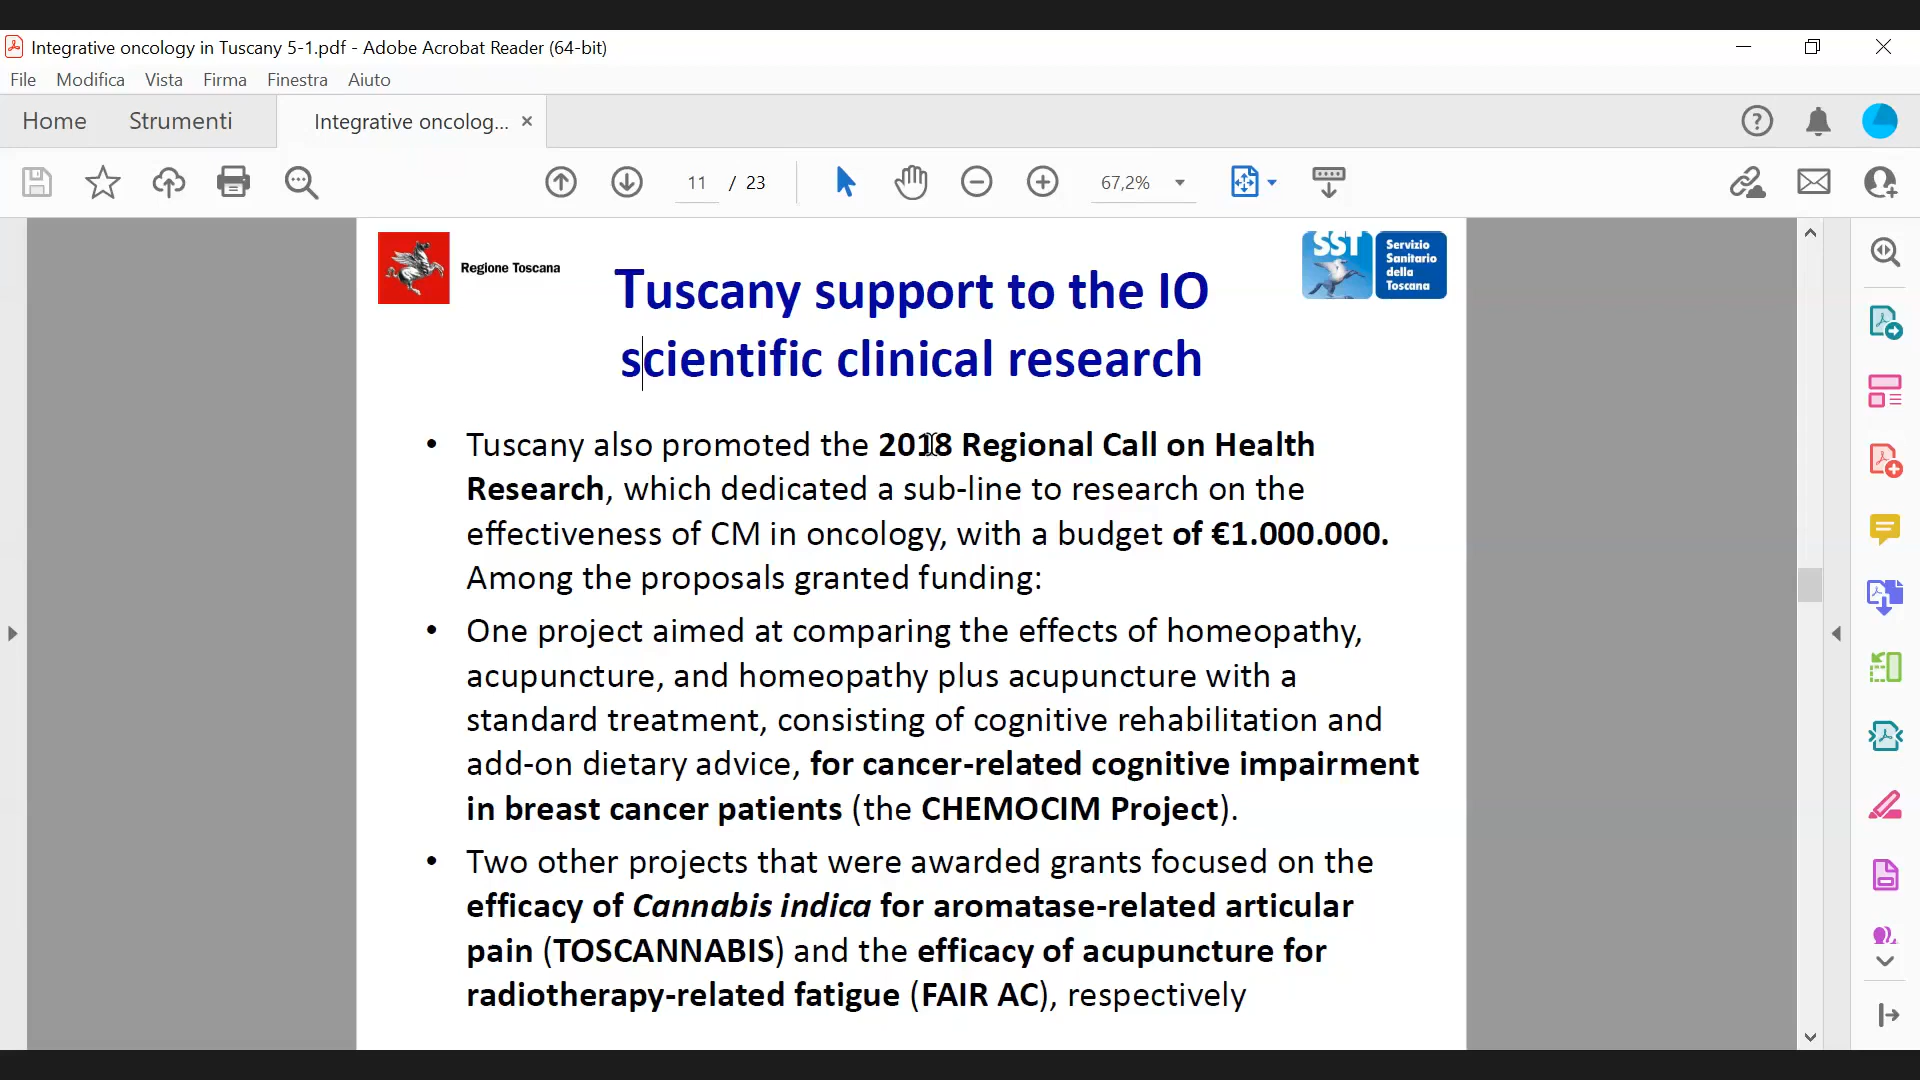 Integrative oncology in Tuscany 5-1.pdf - Adobe Acrobat Reader (64-bit)
File Modifica Vista Firma Finestra Aiuto
Home Strumenti Integrative oncolog... ×
11 / 23 67,2%
Regione Toscana
SST Servizio
Sanitario
della
Toscana
Tuscany support to the IO
scientific clinical research
• Tuscany also promoted the 2018 Regional Call on Health
Research, which dedicated a sub-line to research on the
effectiveness of CM in oncology, with a budget of €1.000.000.
Among the proposals granted funding:
• One project aimed at comparing the effects of homeopathy,
acupuncture, and homeopathy plus acupuncture with a
standard treatment, consisting of cognitive rehabilitation and
add-on dietary advice, for cancer-related cognitive impairment
in breast cancer patients (the CHEMOCIM Project).
• Two other projects that were awarded grants focused on the
efficacy of Cannabis indica for aromatase-related articular
pain (TOSCANNABIS) and the efficacy of acupuncture for
radiotherapy-related fatigue (FAIR AC), respectively